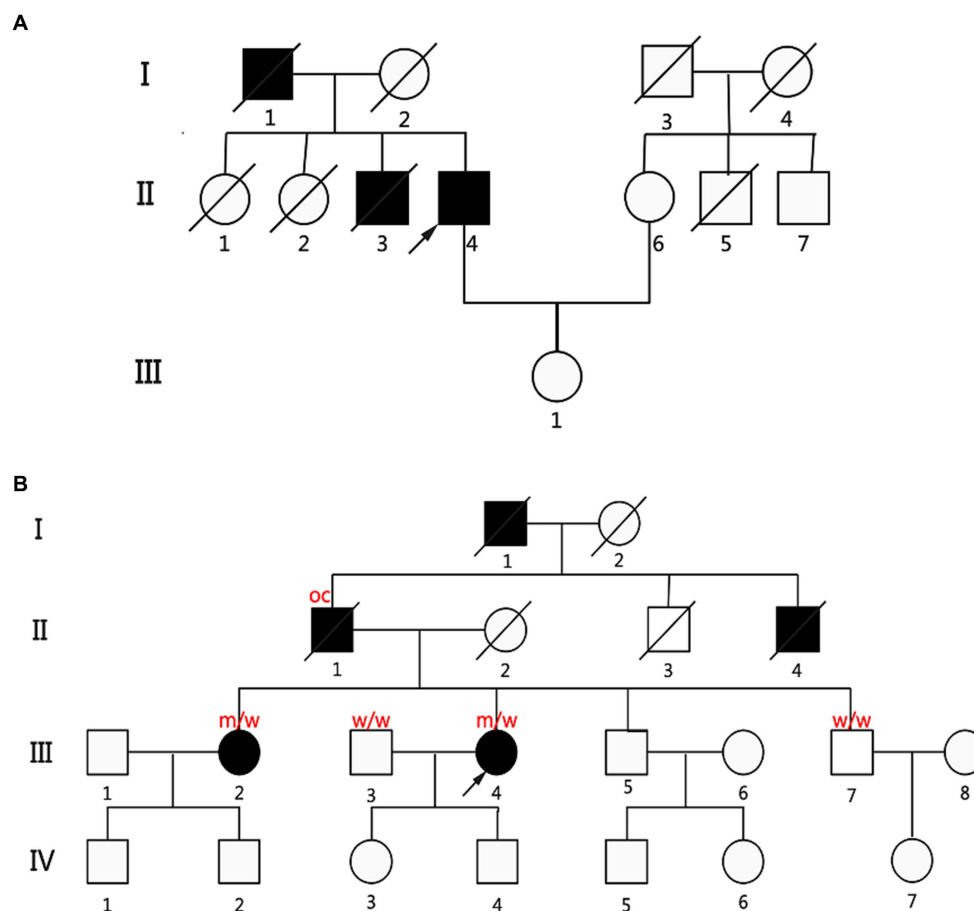 A
I
1 2 3 4
II
1 2 3 4 6 5 7
III
1
B
I
1 2
oc
II
1 2 3 4
m/w w/w m/w w/w
III
1 2 3 4 5 6 7 8
IV
1 2 3 4 5 6 7